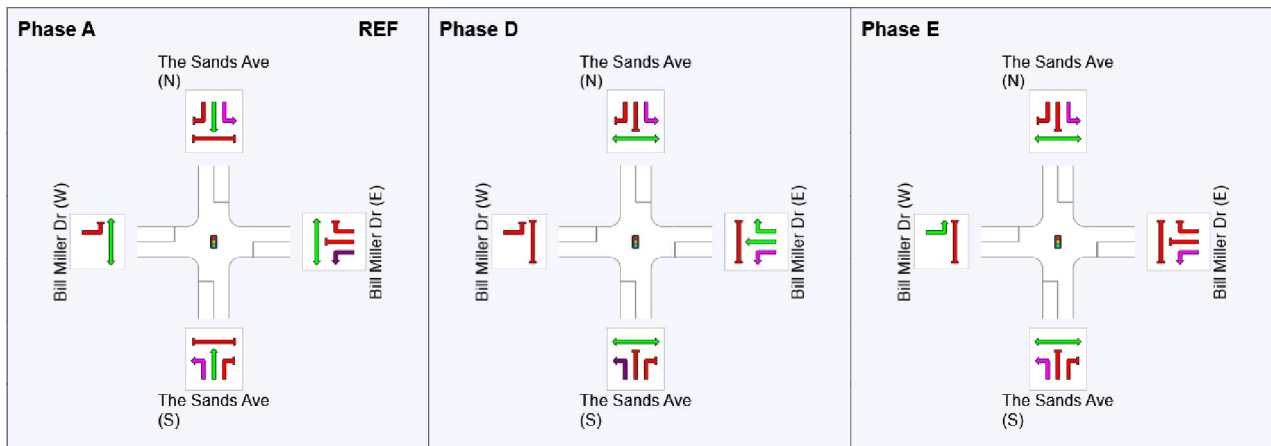 Phase A
REF
The Sands Ave
(N)
Bill Miller Dr (W)
Bill Miller Dr (E)
The Sands Ave
(S)
Phase D
The Sands Ave
(N)
Bill Miller Dr (W)
Bill Miller Dr (E)
The Sands Ave
(S)
Phase E
The Sands Ave
(N)
Bill Miller Dr (W)
Bill Miller Dr (E)
The Sands Ave
(S)